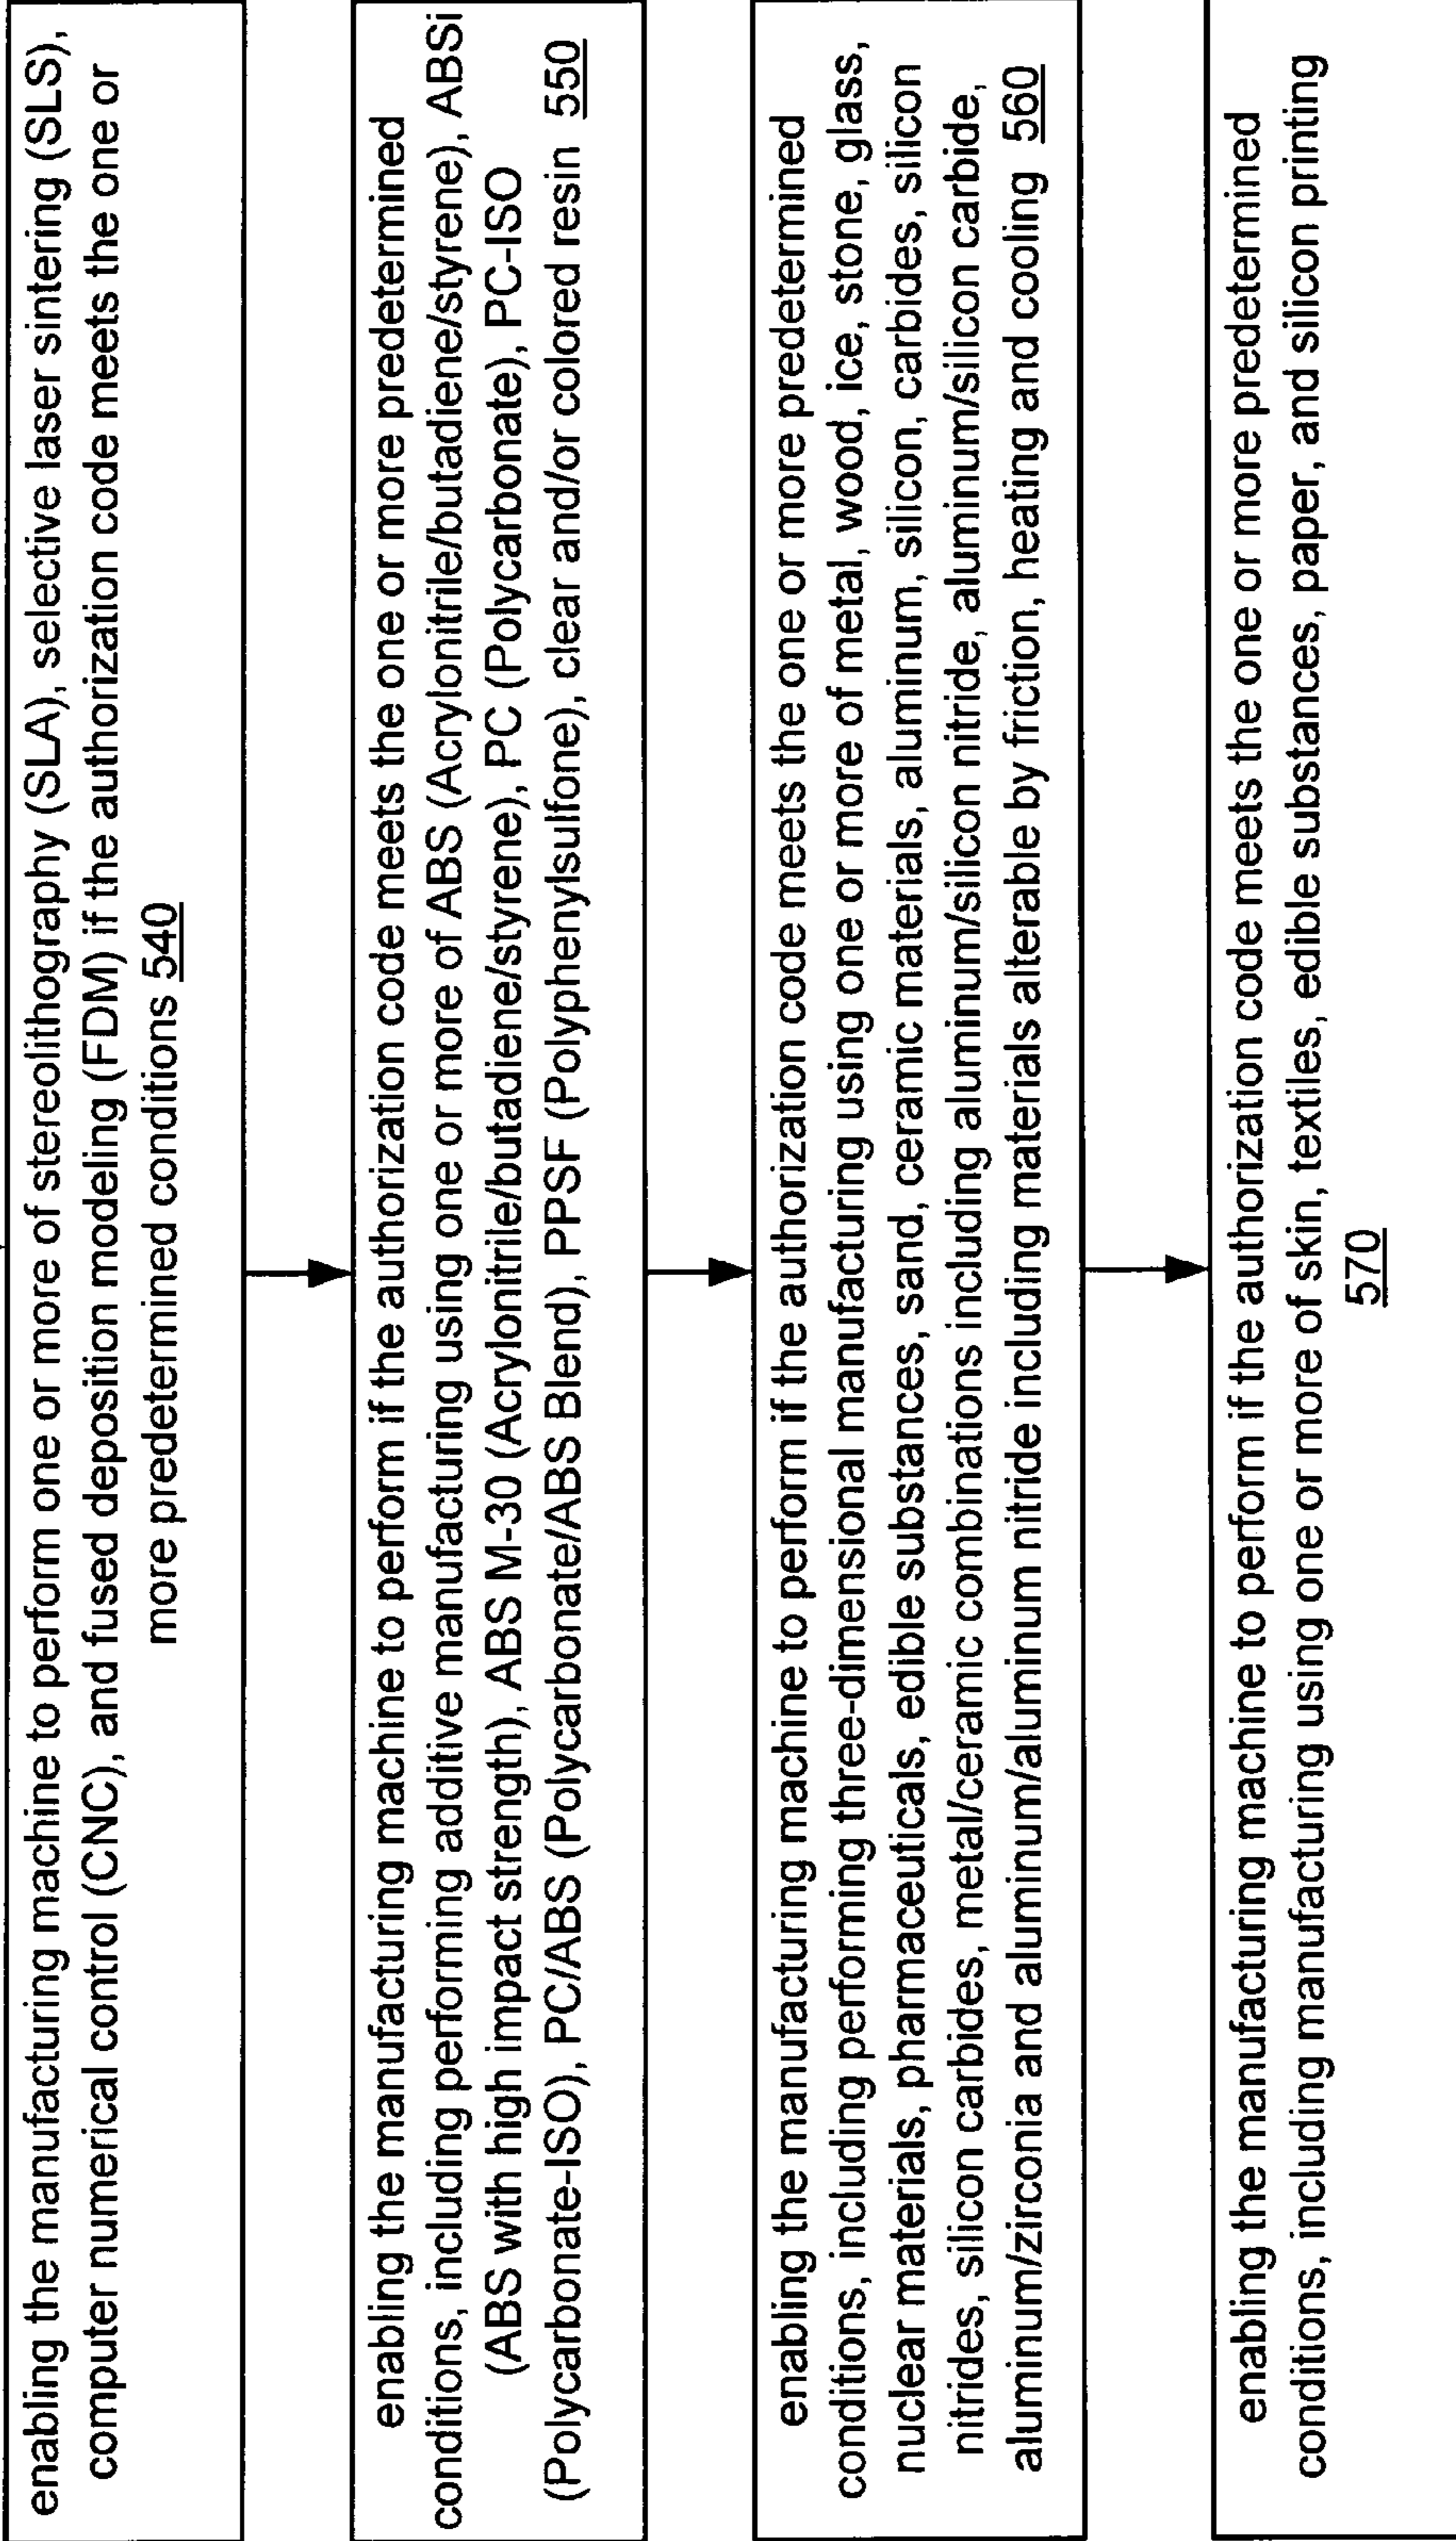 enabling the manufacturing machine to perform one or more of stereolithography (SLA), selective laser sintering (SLS),
computer numerical control (CNC), and fused deposition modeling (FDM) if the authorization code meets the one or
more predetermined conditions 540
enabling the manufacturing machine to perform if the authorization code meets the one or more predetermined
conditions, including performing additive manufacturing using one or more of ABS (Acrylonitrile/butadiene/styrene), ABSi
(ABS with high impact strength), ABS M-30 (Acrylonitrile/butadiene/styrene), PC (Polycarbonate), PC-ISO
(Polycarbonate-ISO), PC/ABS (Polycarbonate/ABS Blend), PPSF (Polyphenylsulfone), clear and/or colored resin 550
enabling the manufacturing machine to perform if the authorization code meets the one or more predetermined
conditions, including performing three-dimensional manufacturing using one or more of metal, wood, ice, stone, glass,
nuclear materials, pharmaceuticals, edible substances, sand, ceramic materials, aluminum, silicon, carbides, silicon
nitrides, silicon carbides, metal/ceramic combinations including aluminum/silicon nitride, aluminum/silicon carbide,
aluminum/zirconia and aluminum/aluminum nitride including materials alterable by friction, heating and cooling 560
enabling the manufacturing machine to perform if the authorization code meets the one or more predetermined
conditions, including manufacturing using one or more of skin, textiles, edible substances, paper, and silicon printing
570